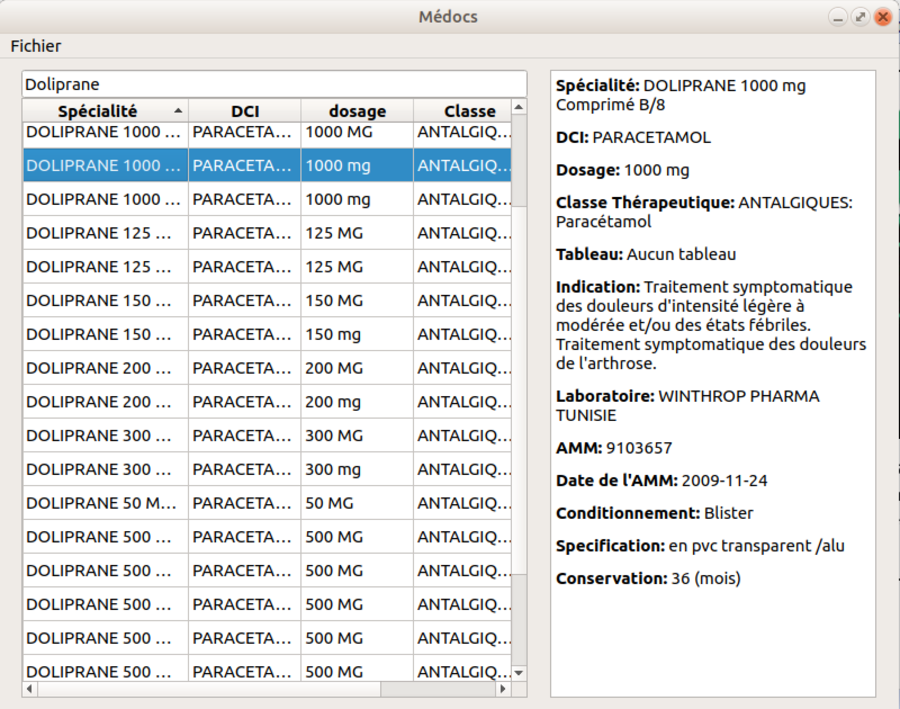 Médocs
Fichier
Doliprane
Spécialité DCI dosage Classe
DOLIPRANE 1000 ... PARACETA... 1000 MG ANTALGIQ...
DOLIPRANE 1000 ... PARACETA... 1000 mg ANTALGIQ...
DOLIPRANE 1000 ... PARACETA... 1000 mg ANTALGIQ...
DOLIPRANE 125 ... PARACETA... 125 MG ANTALGIQ...
DOLIPRANE 125 ... PARACETA... 125 MG ANTALGIQ...
DOLIPRANE 150 ... PARACETA... 150 MG ANTALGIQ...
DOLIPRANE 150 ... PARACETA... 150 mg ANTALGIQ...
DOLIPRANE 200 ... PARACETA... 200 MG ANTALGIQ...
DOLIPRANE 200 ... PARACETA... 200 mg ANTALGIQ...
DOLIPRANE 300 ... PARACETA... 300 MG ANTALGIQ...
DOLIPRANE 300 ... PARACETA... 300 mg ANTALGIQ...
DOLIPRANE 50 M... PARACETA... 50 MG ANTALGIQ...
DOLIPRANE 500 ... PARACETA... 500 MG ANTALGIQ...
DOLIPRANE 500 ... PARACETA... 500 MG ANTALGIQ...
DOLIPRANE 500 ... PARACETA... 500 MG ANTALGIQ...
DOLIPRANE 500 ... PARACETA... 500 MG ANTALGIQ...
DOLIPRANE 500 ... PARACETA... 500 MG ANTALGIQ...
Spécialité: DOLIPRANE 1000 mg
Comprimé B/8
DCI: PARACETAMOL
Dosage: 1000 mg
Classe Thérapeutique: ANTALGIQUES:
Paracétamol
Tableau: Aucun tableau
Indication: Traitement symptomatique
des douleurs d'intensité légère à
modérée et/ou des états fébriles.
Traitement symptomatique des douleurs
de l'arthrose.
Laboratoire: WINTHROP PHARMA
TUNISIE
AMM: 9103657
Date de l'AMM: 2009-11-24
Conditionnement: Blister
Specification: en pvc transparent /alu
Conservation: 36 (mois)